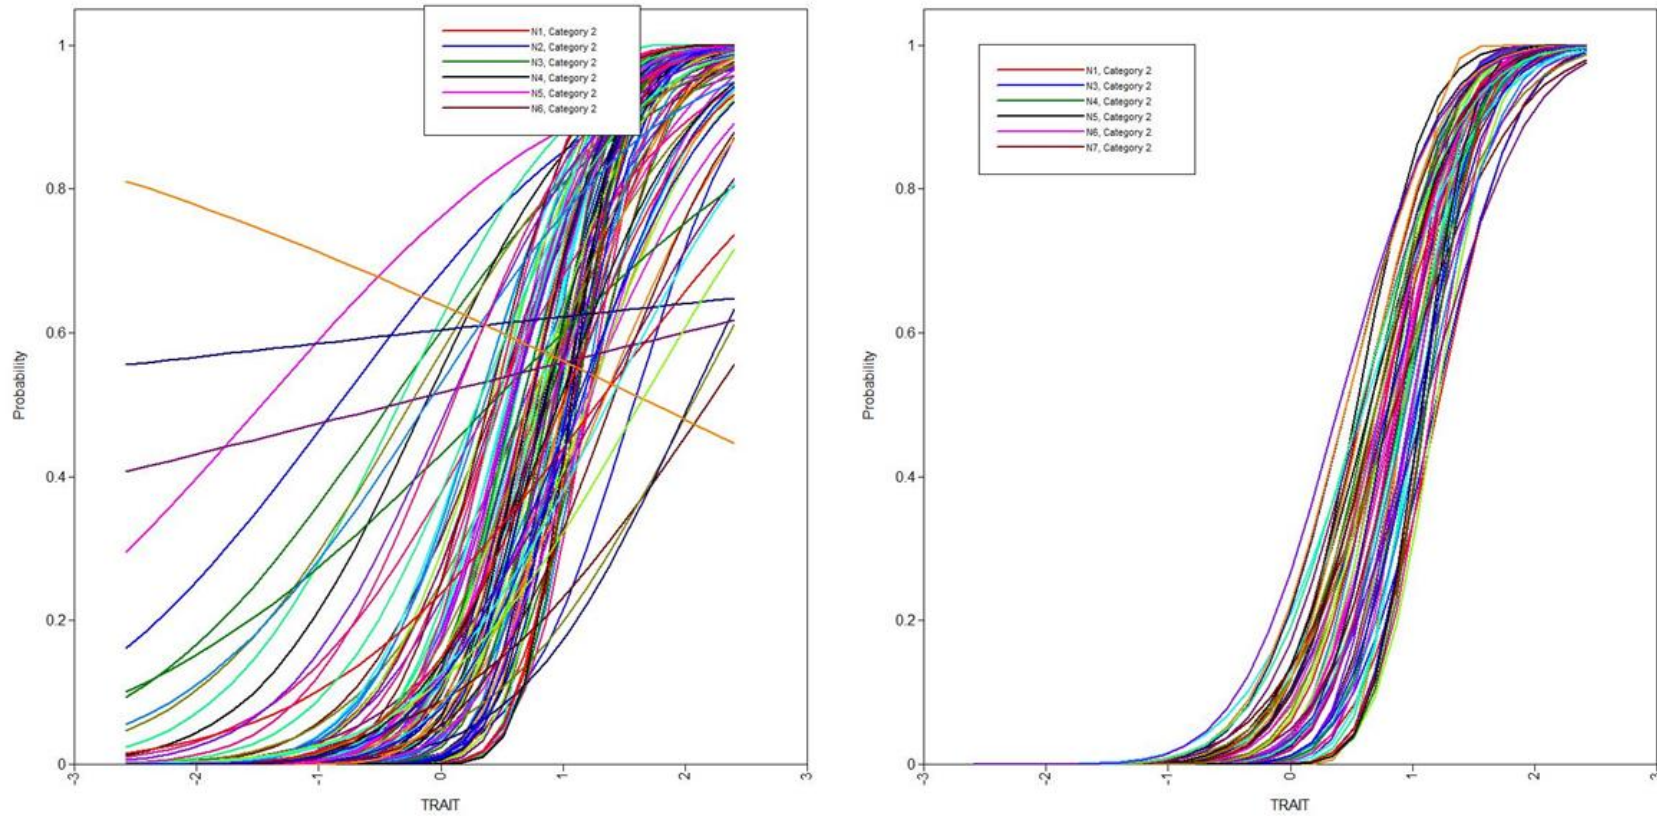 N1, Category 2
N2, Category 2
N3, Category 2
N4, Category 2
N5, Category 2
N6, Category 2
1
0.8
0.6
0.4
0.2
0
Probability
-3
-2
-1
0
1
2
3
TRAIT
N1, Category 2
N3, Category 2
N4, Category 2
N5, Category 2
N6, Category 2
N7, Category 2
1
0.8
0.6
0.4
0.2
0
Probability
-3
-2
-1
0
1
2
3
TRAIT